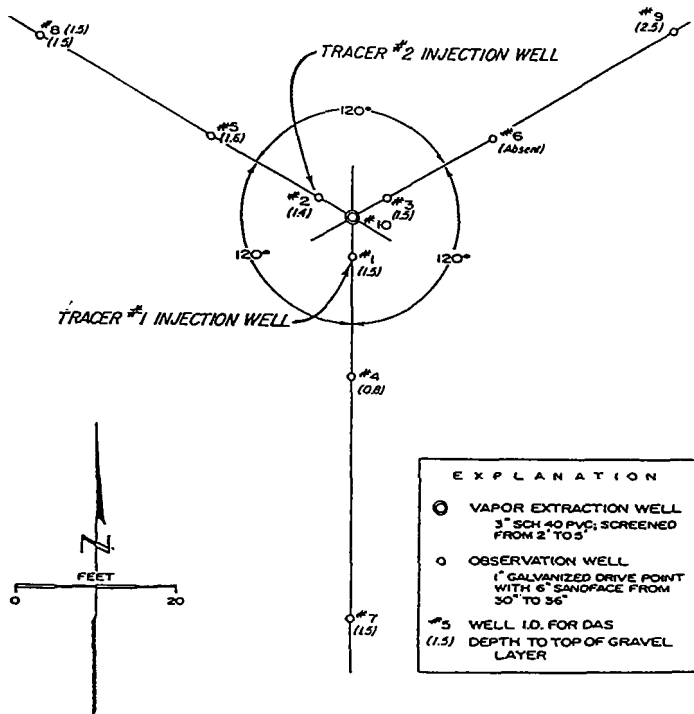 #8 (1.5)
(1.5)
#9
(2.5)
TRACER #2 INJECTION WELL
120°
#5
(1.6)
#6
(Absent)
#2
(1.4)
#3
(1.5)
#10
120°
120°
#1
(1.5)
TRACER #1 INJECTION WELL
#4
(0.8)
N
FEET
0 20
#7
(1.5)
EXPLANATION
VAPOR EXTRACTION WELL
3" SCH 40 PVC; SCREENED
FROM 2' TO 5'
OBSERVATION WELL
1" GALVANIZED DRIVE POINT
WITH 6" SANDFACE FROM
30" TO 36"
#5 WELL I.D. FOR DAS
(1.5) DEPTH TO TOP OF GRAVEL
LAYER